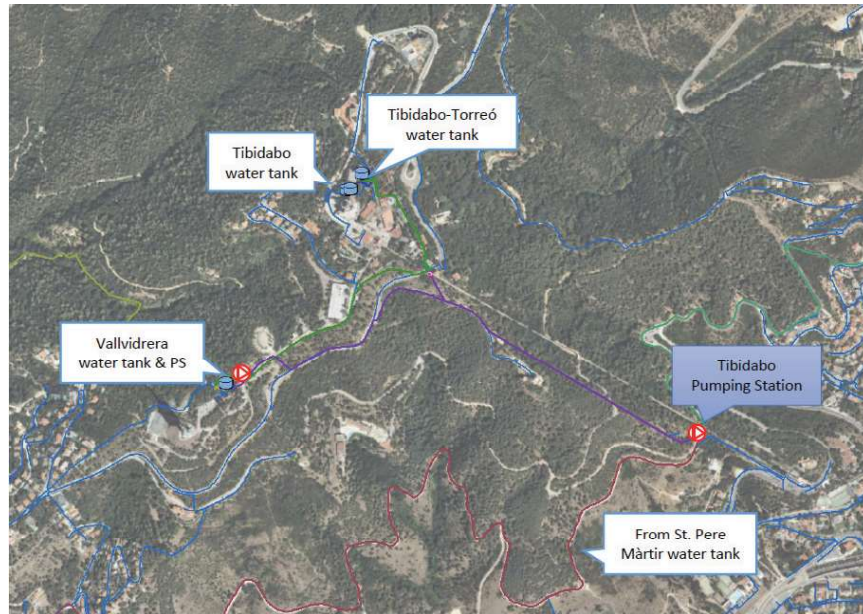 Tibidabo-Torreó
water tank
Tibidabo
water tank
Vallvidrera
water tank & PS
Tibidabo
Pumping Station
From St. Pere
Màrtir water tank